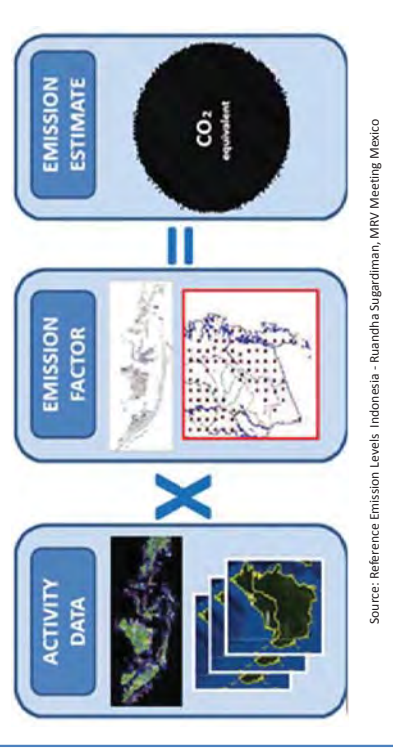 ACTIVITY
DATA
X
EMISSION
FACTOR
=
EMISSION
ESTIMATE
CO₂
equivalent
Source: Reference Emission Levels Indonesia - Ruandha Sugardiman, MRV Meeting Mexico